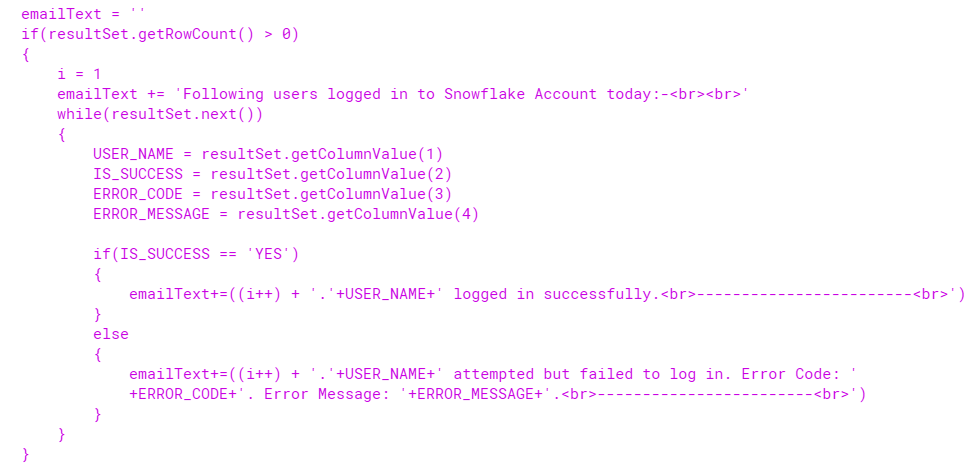 emailText = ''
if(resultSet.getRowCount() > 0)
{
    i = 1
    emailText += 'Following users logged in to Snowflake Account today:-<br><br>'
    while(resultSet.next())
    {
        USER_NAME = resultSet.getColumnValue(1)
        IS_SUCCESS = resultSet.getColumnValue(2)
        ERROR_CODE = resultSet.getColumnValue(3)
        ERROR_MESSAGE = resultSet.getColumnValue(4)

        if(IS_SUCCESS == 'YES')
        {
            emailText+=((i++) + '.'+USER_NAME+' logged in successfully.<br>------------------------<br>')
        }
        else
        {
            emailText+=((i++) + '.'+USER_NAME+' attempted but failed to log in. Error Code: '
            +ERROR_CODE+'. Error Message: '+ERROR_MESSAGE+'.<br>------------------------<br>')
        }
    }
}